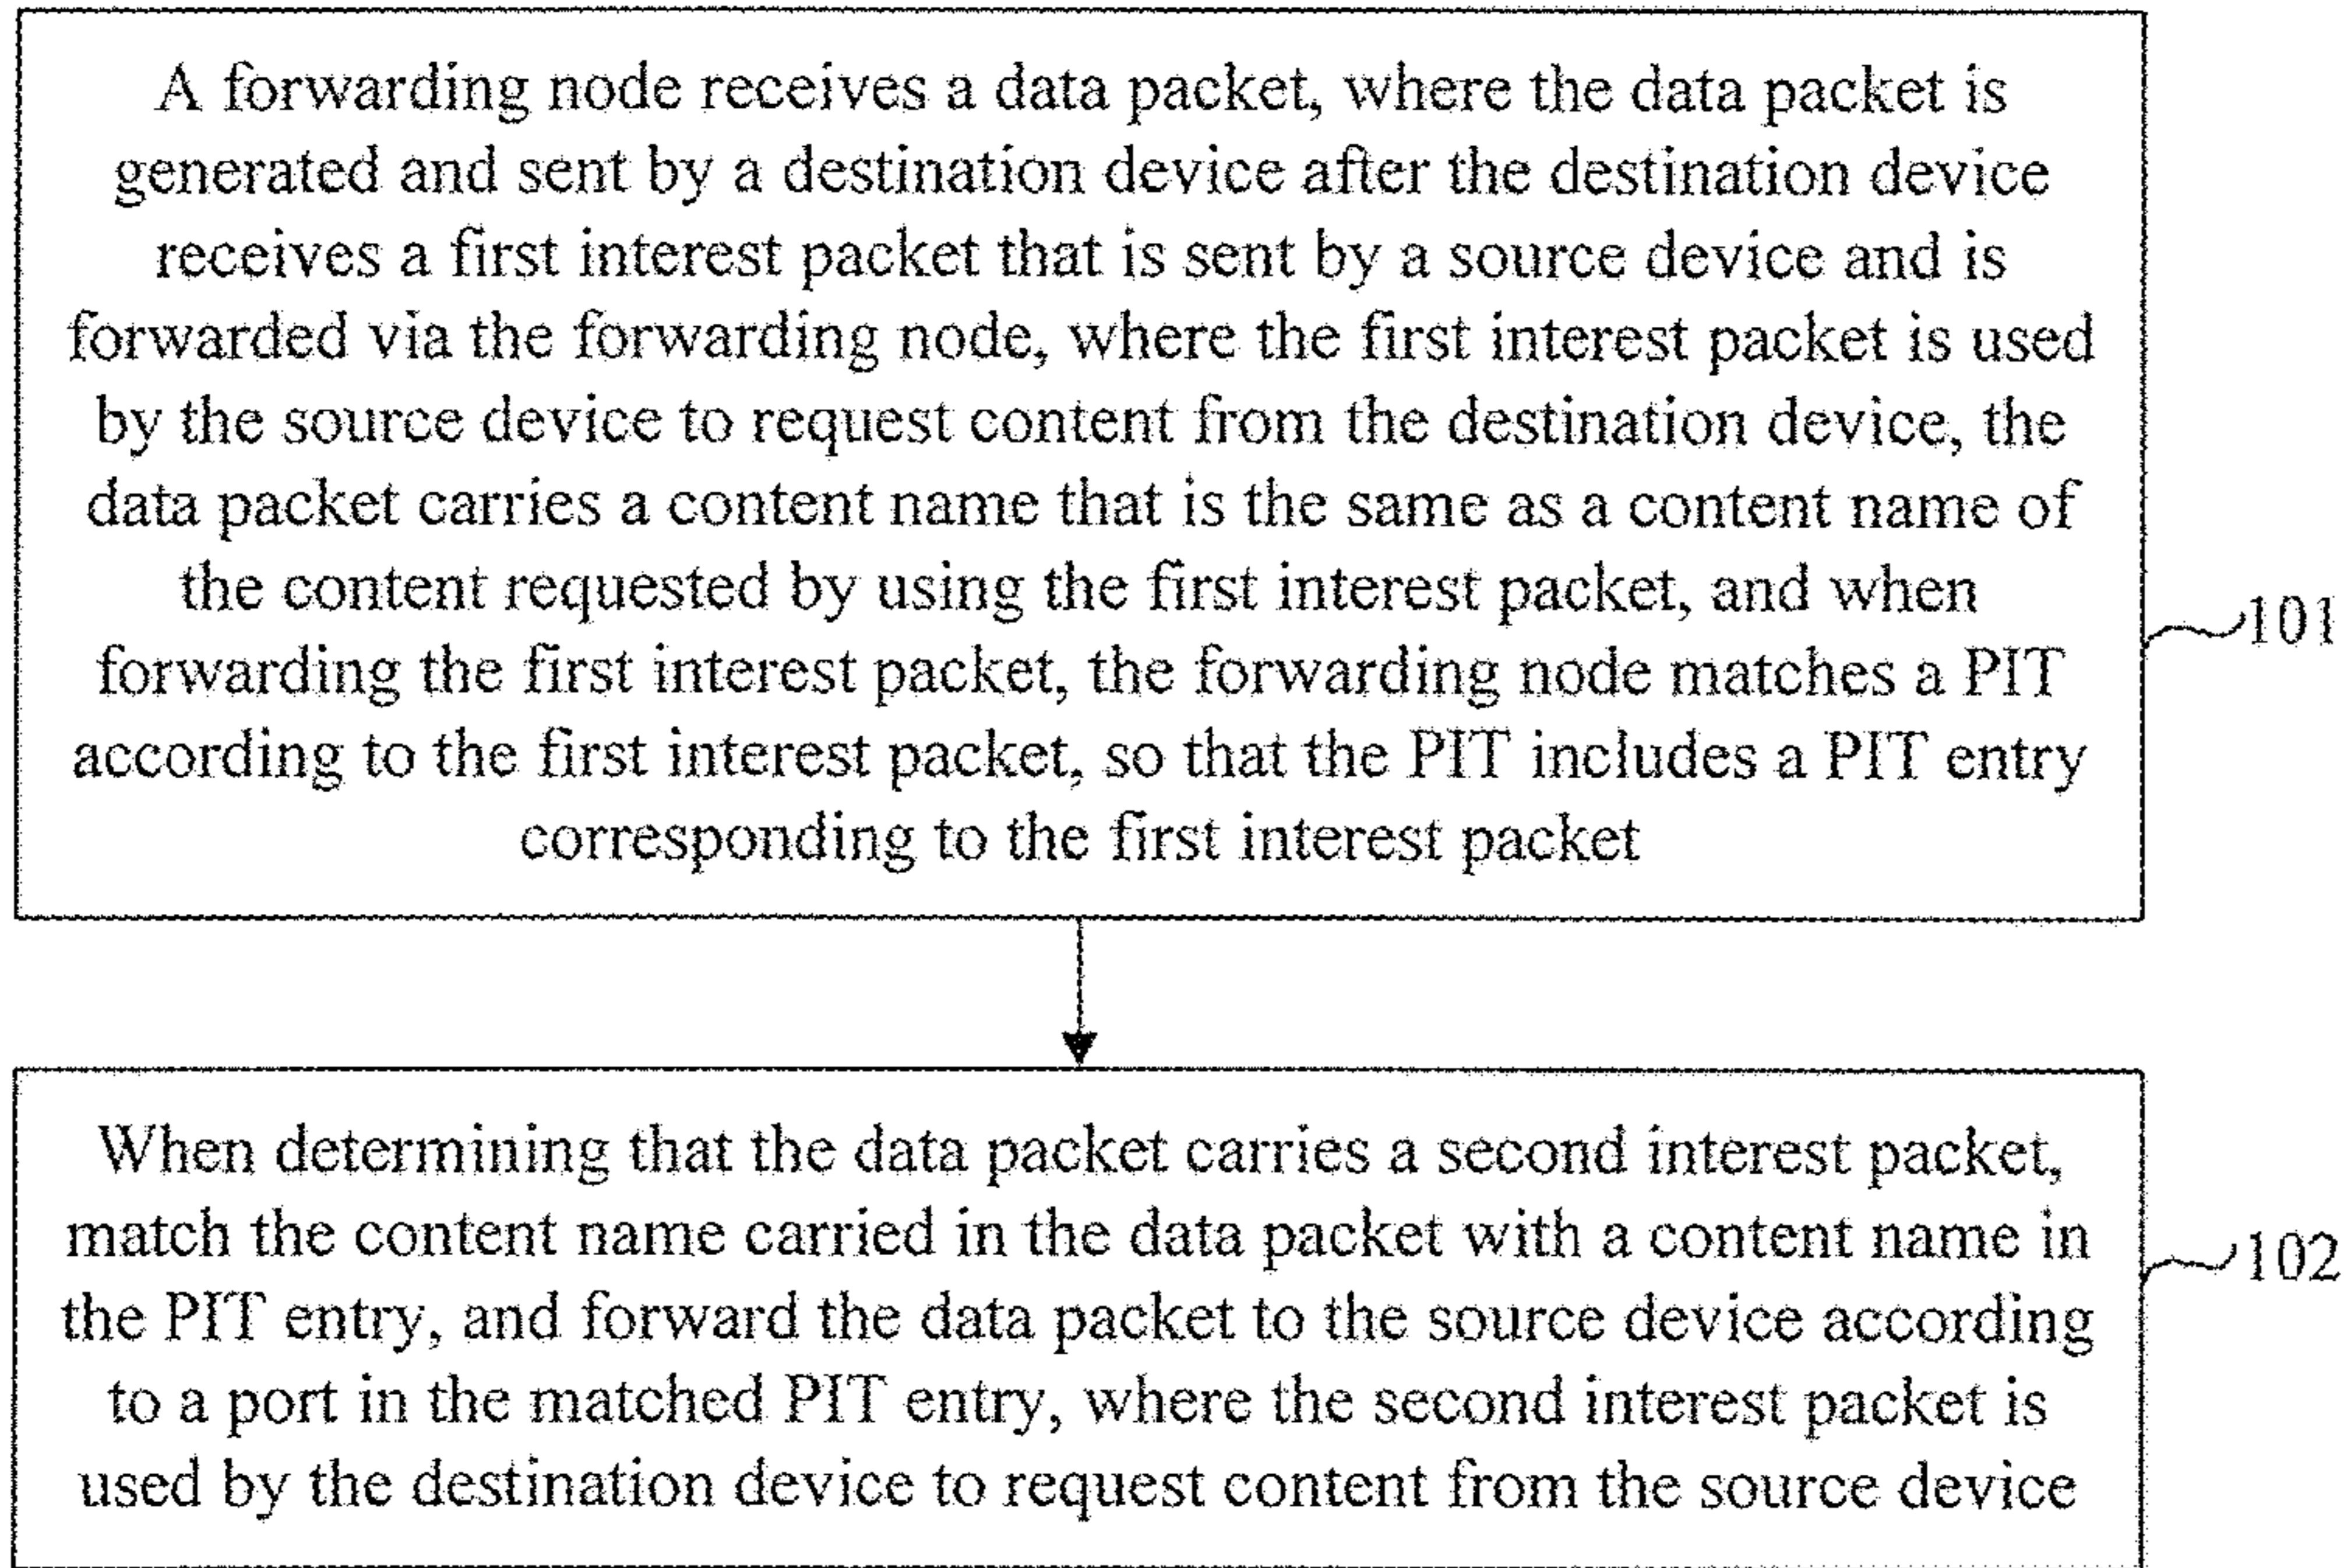 A forwarding node receives a data packet, where the data packet is
generated and sent by a destination device after the destination device
receives a first interest packet that is sent by a source device and is
forwarded via the forwarding node, where the first interest packet is used
by the source device to request content from the destination device, the
data packet carries a content name that is the same as a content name of
the content requested by using the first interest packet, and when
forwarding the first interest packet, the forwarding node matches a PIT
according to the first interest packet, so that the PIT includes a PIT entry
corresponding to the first interest packet
101
When determining that the data packet carries a second interest packet,
match the content name carried in the data packet with a content name in
the PIT entry, and forward the data packet to the source device according
to a port in the matched PIT entry, where the second interest packet is
used by the destination device to request content from the source device
102